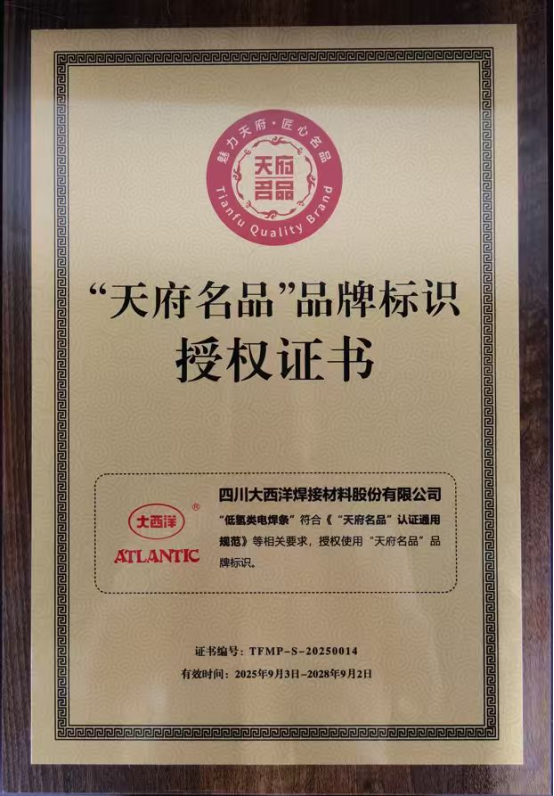 魅力天府·匠心名品
天府
名品
Tianfu Quality Brand
“天府名品”品牌标识
授权证书
大西洋
®
ATLANTIC
四川大西洋焊接材料股份有限公司
“低氢类电焊条”符合《“天府名品”认证通用
规范》等相关要求，授权使用“天府名品”品
牌标识。
证书编号：TFMP-S-20250014
有效时间：2025年9月3日-2028年9月2日